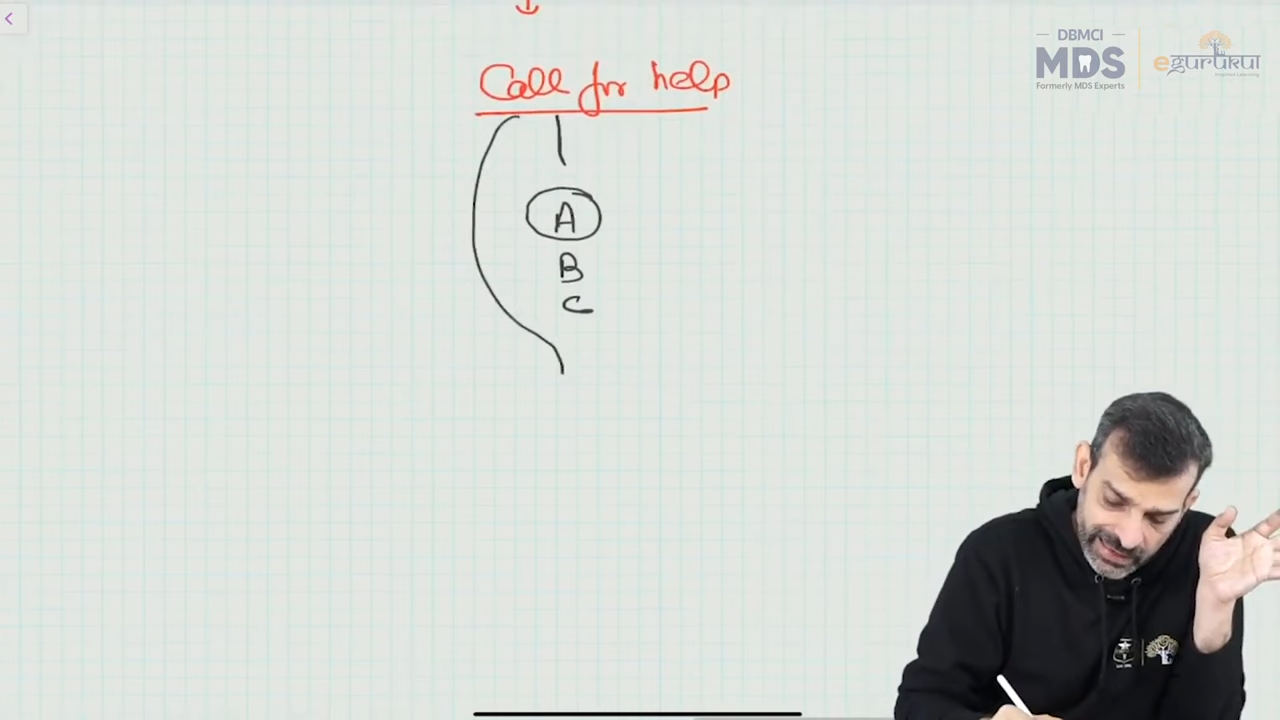 DBMCI
MDS
Formerly MDS Experts
egurukul
Call for help
A
B
C